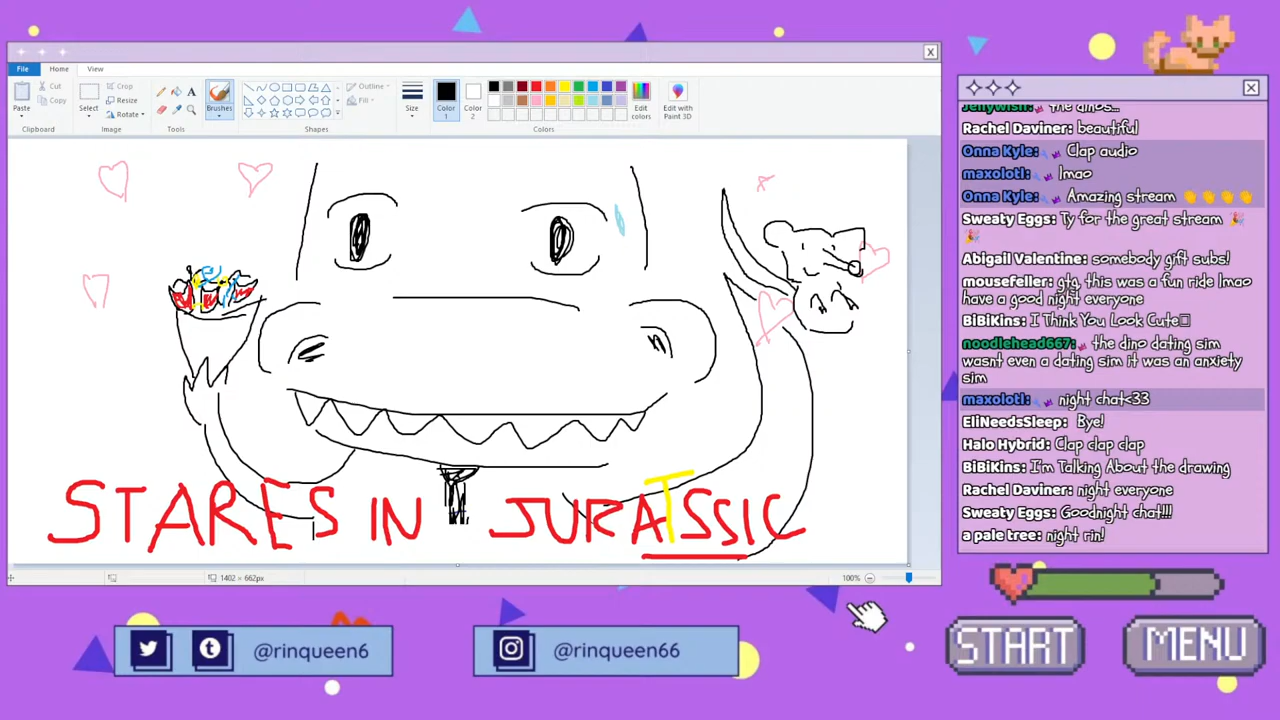 File Home View
Cut
Copy
Paste
Clipboard
Select
Crop
Resize
Rotate
Image
Tools
Brushes
Shapes
Outline
Fill
Size
Color 1
Color 2
Edit colors
Colors
Edit with Paint 3D
STARES IN JURATSSIC
1402 × 662px
100%
@rinqueen6
@rinqueen66
Jellywish: the dinos...
Rachel Daviner: beautiful
Onna Kyle: Clap audio
maxolotl: lmao
Onna Kyle: Amazing stream 👏👏👏👏
Sweaty Eggs: Ty for the great stream 🎉
🎉
Abigail Valentine: somebody gift subs!
mousefeller: gtg, this was a fun ride lmao
have a good night everyone
BiBiKins: I Think You Look Cute
noodlehead667: the dino dating sim
wasnt even a dating sim it was an anxiety
sim
maxolotl: night chat<33
EliNeedsSleep: Bye!
Halo Hybrid: Clap clap clap
BiBiKins: I'm Talking About the drawing
Rachel Daviner: night everyone
Sweaty Eggs: Goodnight chat!!!
a pale tree: night rin!
START
MENU